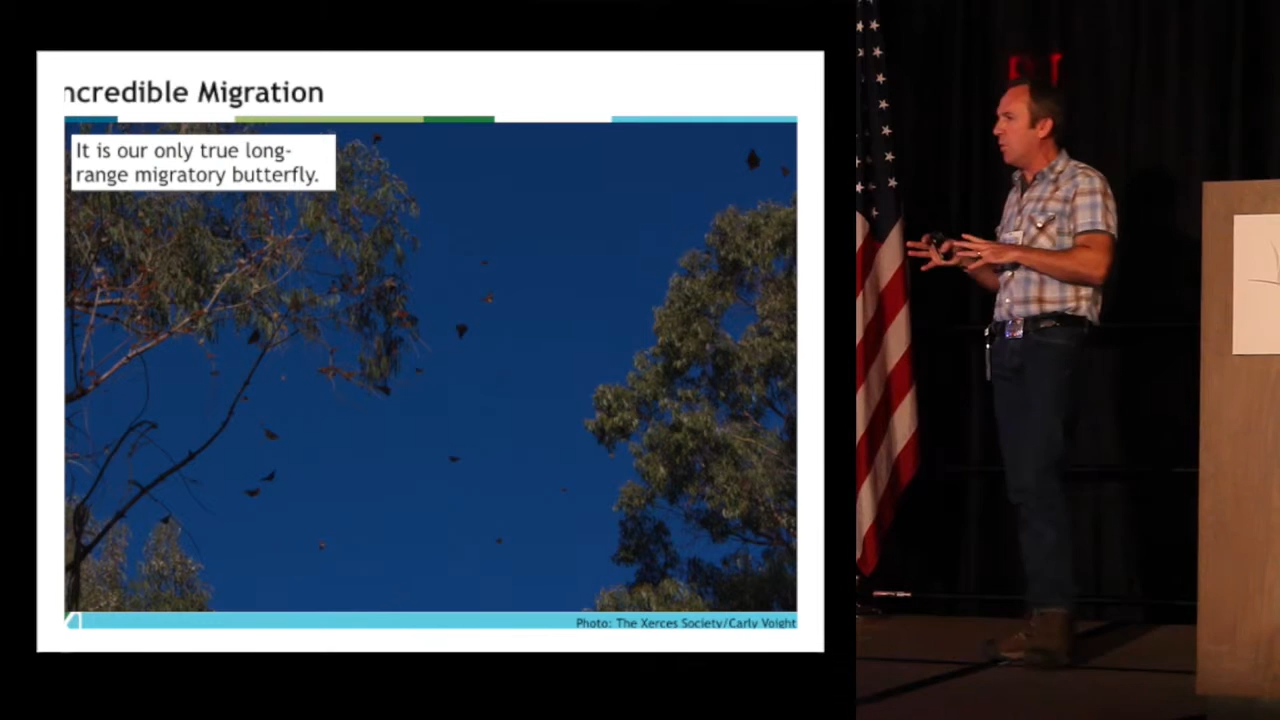 ncredible Migration
It is our only true long-
range migratory butterfly.
Photo: The Xerces Society/Carly Voight